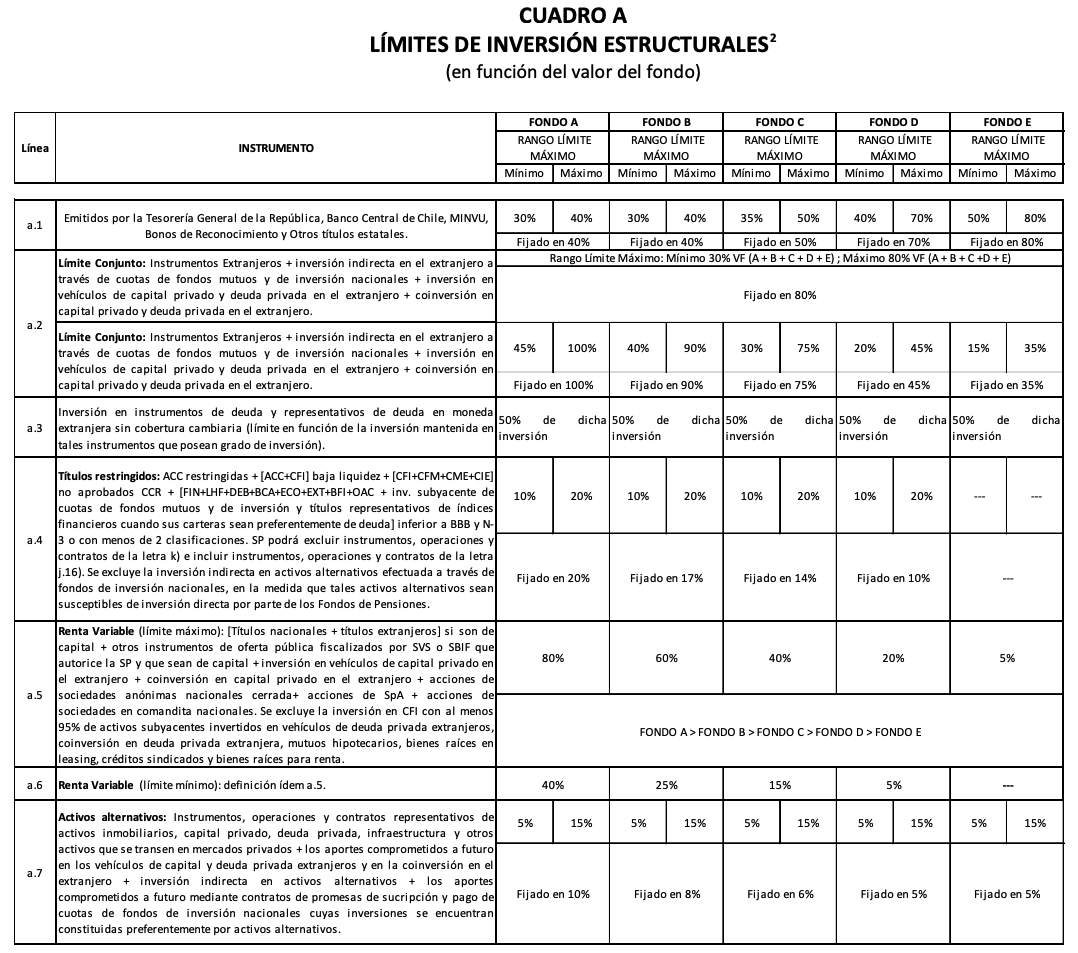 CUADRO A
LÍMITES DE INVERSIÓN ESTRUCTURALES²
(en función del valor del fondo)
Línea
INSTRUMENTO
FONDO A FONDO B FONDO C FONDO D FONDO E
RANGO LÍMITE RANGO LÍMITE RANGO LÍMITE RANGO LÍMITE RANGO LÍMITE
MÁXIMO MÁXIMO MÁXIMO MÁXIMO MÁXIMO
Mínimo Máximo Mínimo Máximo Mínimo Máximo Mínimo Máximo Mínimo Máximo
a.1
Emitidos por la Tesorería General de la República, Banco Central de Chile, MINVU,
Bonos de Reconocimiento y Otros títulos estatales.
30% 40% 30% 40% 35% 50% 40% 70% 50% 80%
Fijado en 40% Fijado en 40% Fijado en 50% Fijado en 70% Fijado en 80%
a.2
Límite Conjunto: Instrumentos Extranjeros + inversión indirecta en el extranjero a
través de cuotas de fondos mutuos y de inversión nacionales + inversión en
vehículos de capital privado y deuda privada en el extranjero + coinversión en
capital privado y deuda privada en el extranjero.
Rango Límite Máximo: Mínimo 30% VF (A + B + C + D + E) ; Máximo 80% VF (A + B + C +D + E)
Fijado en 80%
Límite Conjunto: Instrumentos Extranjeros + inversión indirecta en el extranjero a
través de cuotas de fondos mutuos y de inversión nacionales + inversión en
vehículos de capital privado y deuda privada en el extranjero + coinversión en
capital privado y deuda privada en el extranjero.
45% 100% 40% 90% 30% 75% 20% 45% 15% 35%
Fijado en 100% Fijado en 90% Fijado en 75% Fijado en 45% Fijado en 35%
a.3
Inversión en instrumentos de deuda y representativos de deuda en moneda
extranjera sin cobertura cambiaria (límite en función de la inversión mantenida en
tales instrumentos que posean grado de inversión).
50% de dicha 50% de dicha 50% de dicha 50% de dicha 50% de dicha
inversión inversión inversión inversión inversión
a.4
Títulos restringidos: ACC restringidas + [ACC+CFI] baja liquidez + [CFI+CFM+CME+CIE]
no aprobados CCR + [FIN+LHF+DEB+BCA+ECO+EXT+BFI+OAC + inv. subyacente de
cuotas de fondos mutuos y de inversión y títulos representativos de índices
financieros cuando sus carteras sean preferentemente de deuda] inferior a BBB y N-
3 o con menos de 2 clasificaciones. SP podrá excluir instrumentos, operaciones y
contratos de la letra k) e incluir instrumentos, operaciones y contratos de la letra
j.16). Se excluye la inversión indirecta en activos alternativos efectuada a través de
fondos de inversión nacionales, en la medida que tales activos alternativos sean
susceptibles de inversión directa por parte de los Fondos de Pensiones.
10% 20% 10% 20% 10% 20% 10% 20% --- ---
Fijado en 20% Fijado en 17% Fijado en 14% Fijado en 10% ---
a.5
Renta Variable (límite máximo): [Títulos nacionales + títulos extranjeros] si son de
capital + otros instrumentos de oferta pública fiscalizados por SVS o SBIF que
autorice la SP y que sean de capital + inversión en vehículos de capital privado en
el extranjero + coinversión en capital privado en el extranjero + acciones de
sociedades anónimas nacionales cerrada+ acciones de SpA + acciones de
sociedades en comandita nacionales. Se excluye la inversión en CFI con al menos
95% de activos subyacentes invertidos en vehículos de deuda privada extranjeros,
coinversión en deuda privada extranjera, mutuos hipotecarios, bienes raíces en
leasing, créditos sindicados y bienes raíces para renta.
80% 60% 40% 20% 5%
FONDO A > FONDO B > FONDO C > FONDO D > FONDO E
a.6
Renta Variable (límite mínimo): definición ídem a.5.
40% 25% 15% 5% ---
a.7
Activos alternativos: Instrumentos, operaciones y contratos representativos de
activos inmobiliarios, capital privado, deuda privada, infraestructura y otros
activos que se transen en mercados privados + los aportes comprometidos a futuro
en los vehículos de capital y deuda privada extranjeros y en la coinversión en el
extranjero + inversión indirecta en activos alternativos + los aportes
comprometidos a futuro mediante contratos de promesas de sucripción y pago de
cuotas de fondos de inversión nacionales cuyas inversiones se encuentran
constituidas preferentemente por activos alternativos.
5% 15% 5% 15% 5% 15% 5% 15% 5% 15%
Fijado en 10% Fijado en 8% Fijado en 6% Fijado en 5% Fijado en 5%